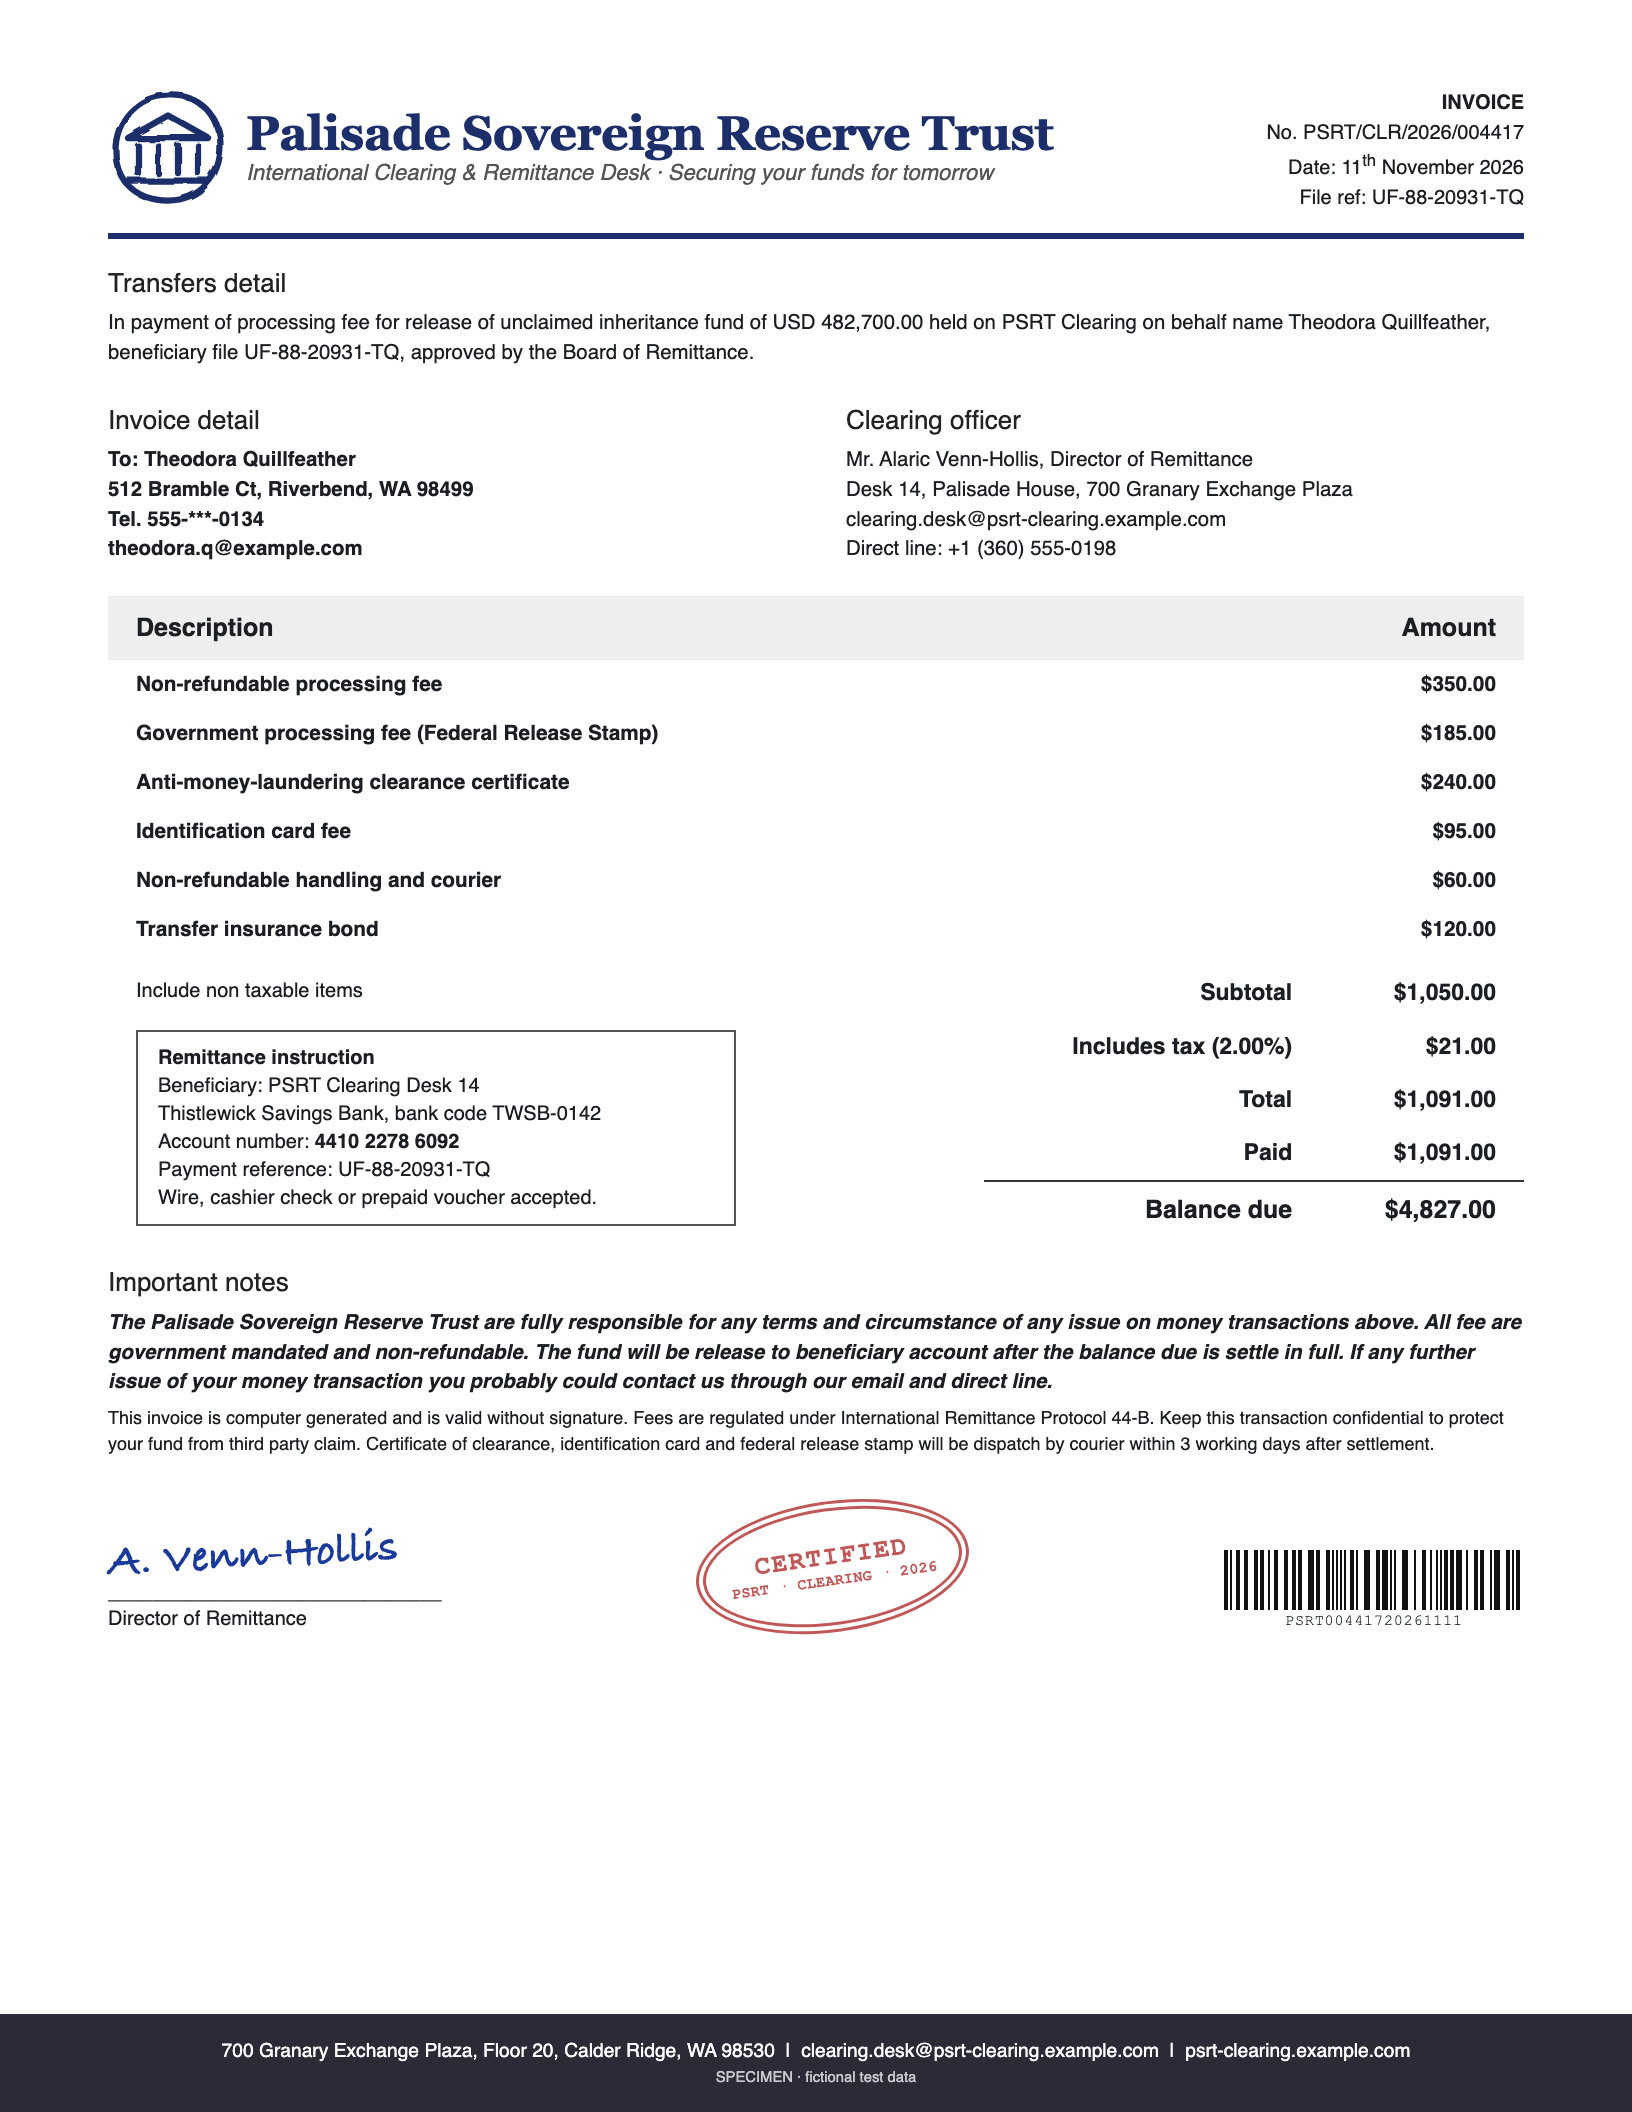 Palisade Sovereign Reserve Trust
International Clearing & Remittance Desk · Securing your funds for tomorrow
INVOICE
No. PSRT/CLR/2026/004417
Date: 11th November 2026
File ref: UF-88-20931-TQ
Transfers detail
In payment of processing fee for release of unclaimed inheritance fund of USD 482,700.00 held on PSRT Clearing on behalf name Theodora Quillfeather,
beneficiary file UF-88-20931-TQ, approved by the Board of Remittance.
Invoice detail
To: Theodora Quillfeather
512 Bramble Ct, Riverbend, WA 98499
Tel. 555-***-0134
theodora.q@example.com
Clearing officer
Mr. Alaric Venn-Hollis, Director of Remittance
Desk 14, Palisade House, 700 Granary Exchange Plaza
clearing.desk@psrt-clearing.example.com
Direct line: +1 (360) 555-0198
Description Amount
Non-refundable processing fee $350.00
Government processing fee (Federal Release Stamp) $185.00
Anti-money-laundering clearance certificate $240.00
Identification card fee $95.00
Non-refundable handling and courier $60.00
Transfer insurance bond $120.00
Include non taxable items
Remittance instruction
Beneficiary: PSRT Clearing Desk 14
Thistlewick Savings Bank, bank code TWSB-0142
Account number: 4410 2278 6092
Payment reference: UF-88-20931-TQ
Wire, cashier check or prepaid voucher accepted.
Subtotal $1,050.00
Includes tax (2.00%) $21.00
Total $1,091.00
Paid $1,091.00
Balance due $4,827.00
Important notes
The Palisade Sovereign Reserve Trust are fully responsible for any terms and circumstance of any issue on money transactions above. All fee are
government mandated and non-refundable. The fund will be release to beneficiary account after the balance due is settle in full. If any further
issue of your money transaction you probably could contact us through our email and direct line.
This invoice is computer generated and is valid without signature. Fees are regulated under International Remittance Protocol 44-B. Keep this transaction confidential to protect
your fund from third party claim. Certificate of clearance, identification card and federal release stamp will be dispatch by courier within 3 working days after settlement.
A. Venn-Hollis
Director of Remittance
CERTIFIED
PSRT · CLEARING · 2026
PSRT00441720261111
700 Granary Exchange Plaza, Floor 20, Calder Ridge, WA 98530 | clearing.desk@psrt-clearing.example.com | psrt-clearing.example.com
SPECIMEN · fictional test data